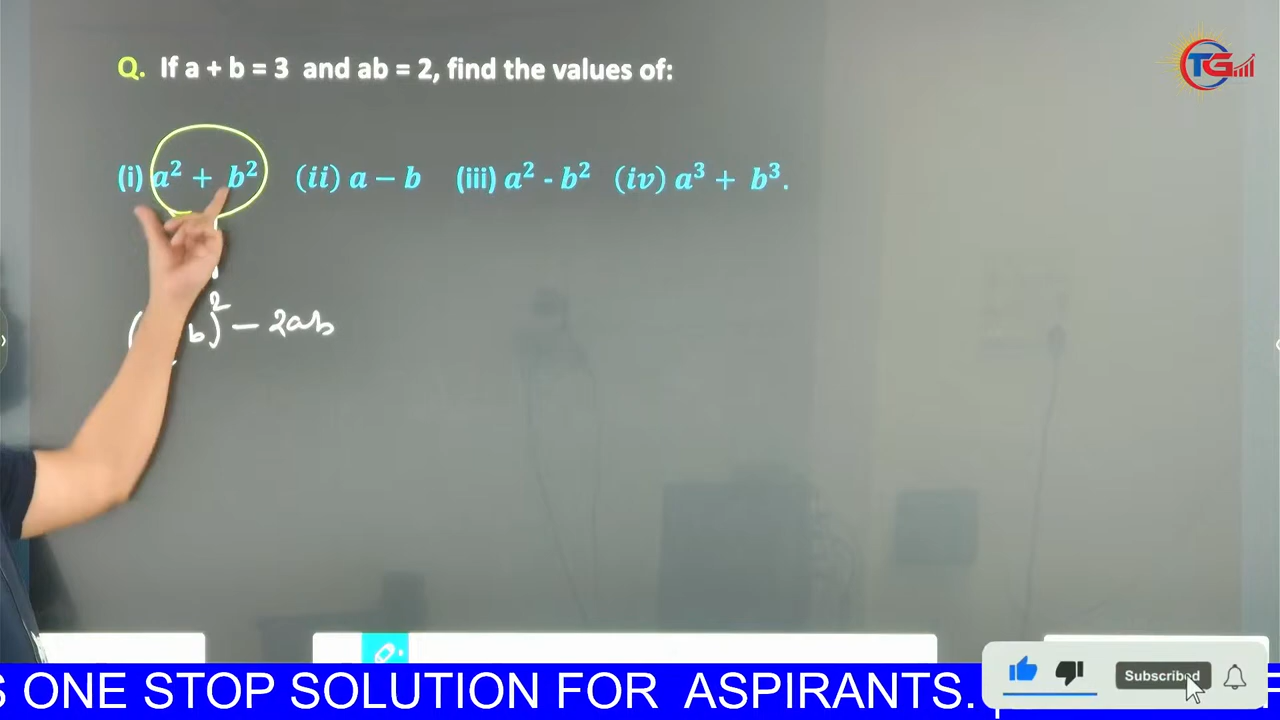 Q. If a + b = 3 and ab = 2, find the values of:
(i) a² + b² (ii) a − b (iii) a² - b² (iv) a³ + b³.
( b)² − 2ab
TG
S ONE STOP SOLUTION FOR ASPIRANTS.
Subscribed